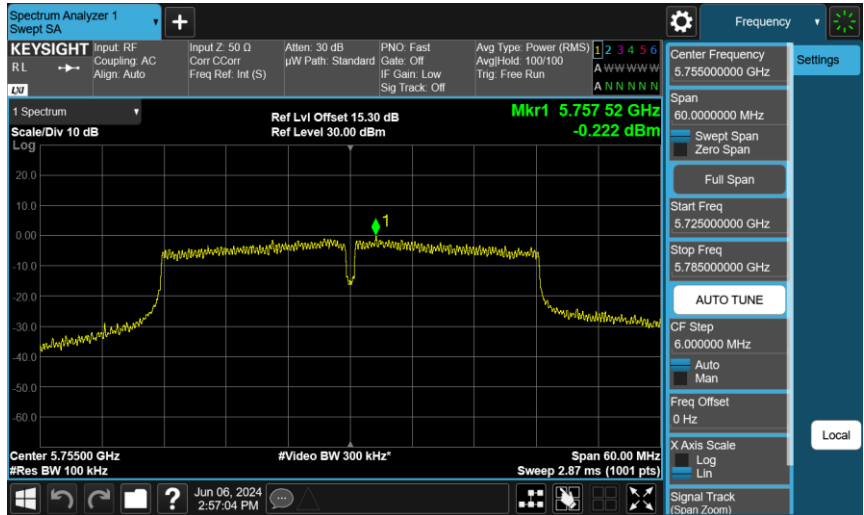 Spectrum Analyzer 1
Swept SA
+
Frequency
KEYSIGHT
RL
LXI
Input: RF
Coupling: AC
Align: Auto
Input Z: 50 Ω
Corr CCorr
Freq Ref: Int (S)
Atten: 30 dB
µW Path: Standard
PNO: Fast
Gate: Off
IF Gain: Low
Sig Track: Off
Avg Type: Power (RMS)
Avg|Hold: 100/100
Trig: Free Run
1 2 3 4 5 6
A W W W W W
A N N N N N
1 Spectrum
Scale/Div 10 dB
Ref Lvl Offset 15.30 dB
Ref Level 30.00 dBm
Mkr1 5.757 52 GHz
-0.222 dBm
Log
20.0
10.0
0.00
-10.0
-20.0
-30.0
-40.0
-50.0
-60.0
1
Center 5.75500 GHz
#Res BW 100 kHz
#Video BW 300 kHz*
Span 60.00 MHz
Sweep 2.87 ms (1001 pts)
?
Jun 06, 2024
2:57:04 PM
Center Frequency
5.755000000 GHz
Span
60.0000000 MHz
Swept Span
Zero Span
Full Span
Start Freq
5.725000000 GHz
Stop Freq
5.785000000 GHz
AUTO TUNE
CF Step
6.000000 MHz
Auto
Man
Freq Offset
0 Hz
X Axis Scale
Log
Lin
Signal Track
(Span Zoom)
Settings
Local